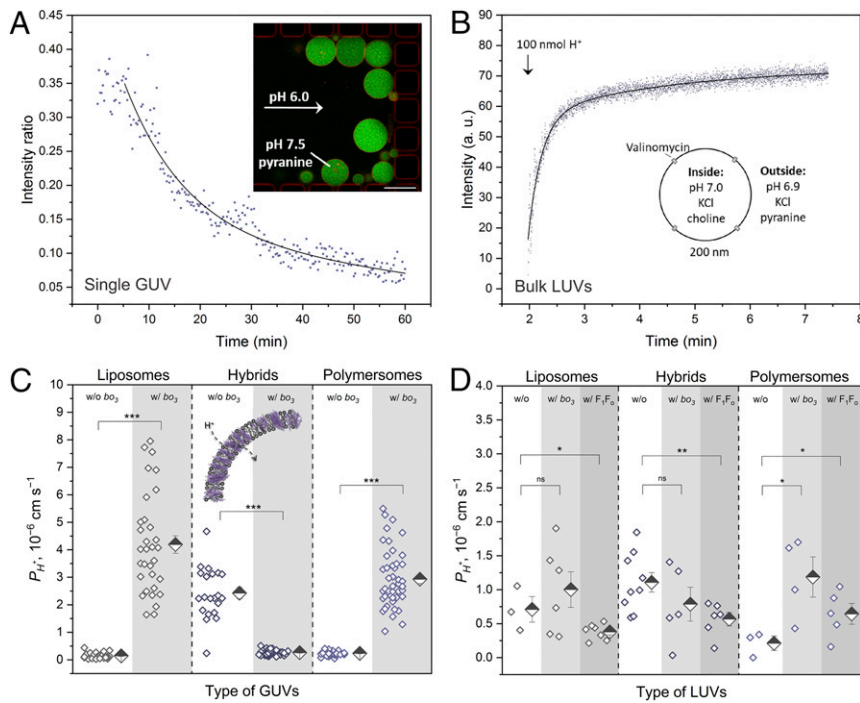 A
Intensity ratio
0.45
0.40
0.35
0.30
0.25
0.20
0.15
0.10
0.05
pH 6.0
pH 7.5
pyranine
Single GUV
0 10 20 30 40 50 60
Time (min)
B
Intensity (a. u.)
90
80
70
60
50
40
30
20
10
0
100 nmol H⁺
Valinomycin
Inside:
pH 7.0
KCl
choline
Outside:
pH 6.9
KCl
pyranine
200 nm
Bulk LUVs
1 2 3 4 5 6 7 8
Time (min)
C
Liposomes Hybrids Polymersomes
w/o bo₃ w/ bo₃ w/o bo₃ w/ bo₃ w/o bo₃ w/ bo₃
P_H⁺, 10⁻⁶ cm s⁻¹
10
9
8
7
6
5
4
3
2
1
0
H⁺
*** *** ***
Type of GUVs
D
Liposomes Hybrids Polymersomes
w/o w/ bo₃ w/ F₁Fₒ w/o w/ bo₃ w/ F₁Fₒ w/o w/ bo₃ w/ F₁Fₒ
P_H⁺, 10⁻⁶ cm s⁻¹
4.0
3.5
3.0
2.5
2.0
1.5
1.0
0.5
0.0
* ** *
ns ns *
Type of LUVs